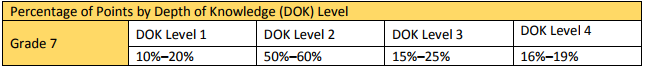 Percentage of Points by Depth of Knowledge (DOK) Level
Grade 7
DOK Level 1 DOK Level 2 DOK Level 3 DOK Level 4
10%–20% 50%–60% 15%–25% 16%–19%